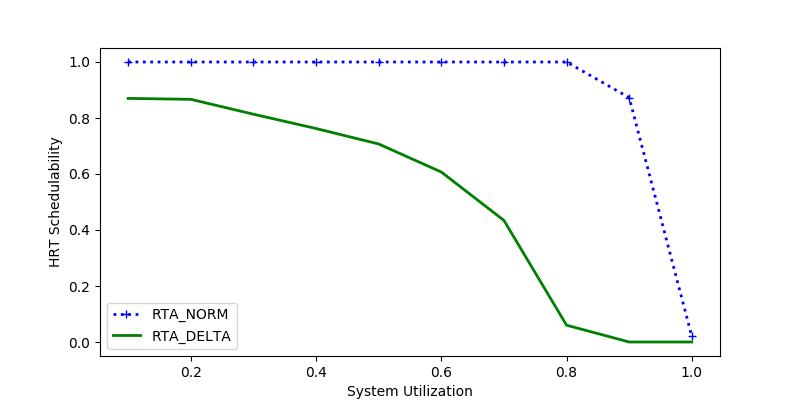 1.0
0.8
0.6
0.4
0.2
0.0
HRT Schedulability
RTA_NORM
RTA_DELTA
0.2 0.4 0.6 0.8 1.0
System Utilization